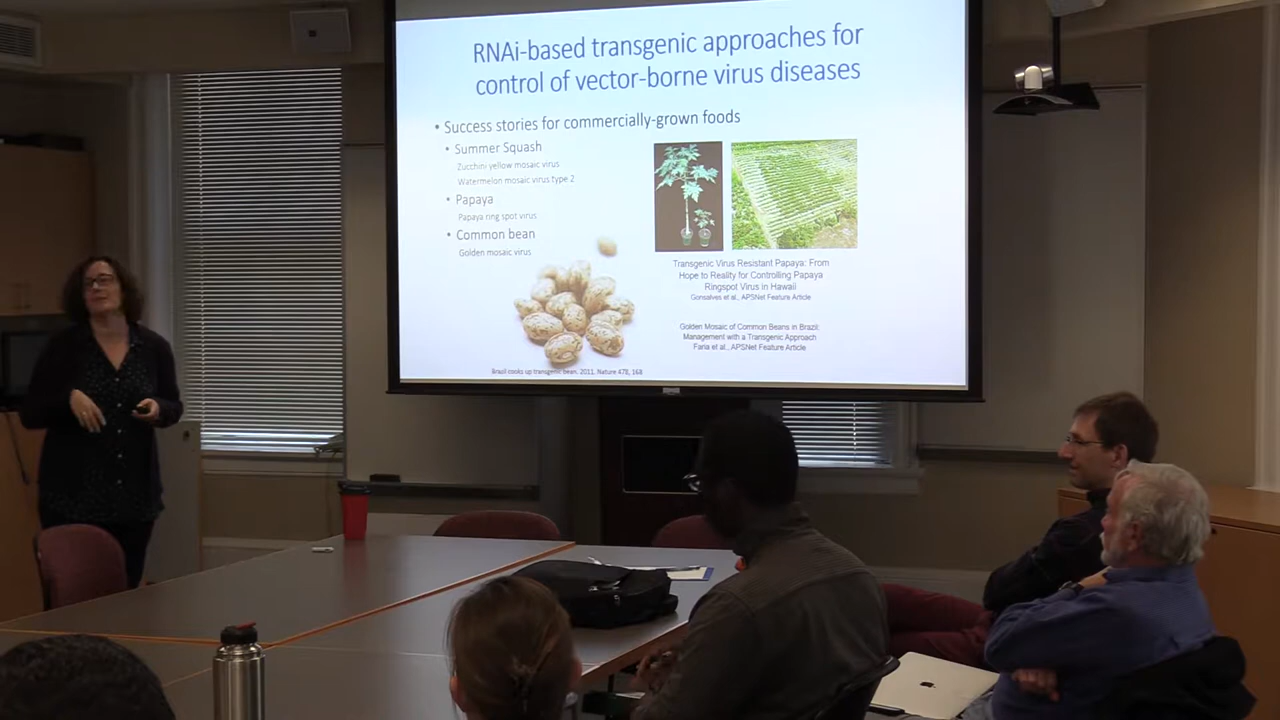 RNAi-based transgenic approaches for
control of vector-borne virus diseases
• Success stories for commercially-grown foods
• Summer Squash
Zucchini yellow mosaic virus
Watermelon mosaic virus type 2
• Papaya
Papaya ring spot virus
• Common bean
Golden mosaic virus
Transgenic Virus Resistant Papaya: From
Hope to Reality for Controlling Papaya
Ringspot Virus in Hawaii
Gonsalves et al., APSNet Feature Article
Golden Mosaic of Common Beans in Brazil:
Management with a Transgenic Approach
Faria et al., APSNet Feature Article
Brazil cooks up transgenic bean. 2011, Nature 478, 168